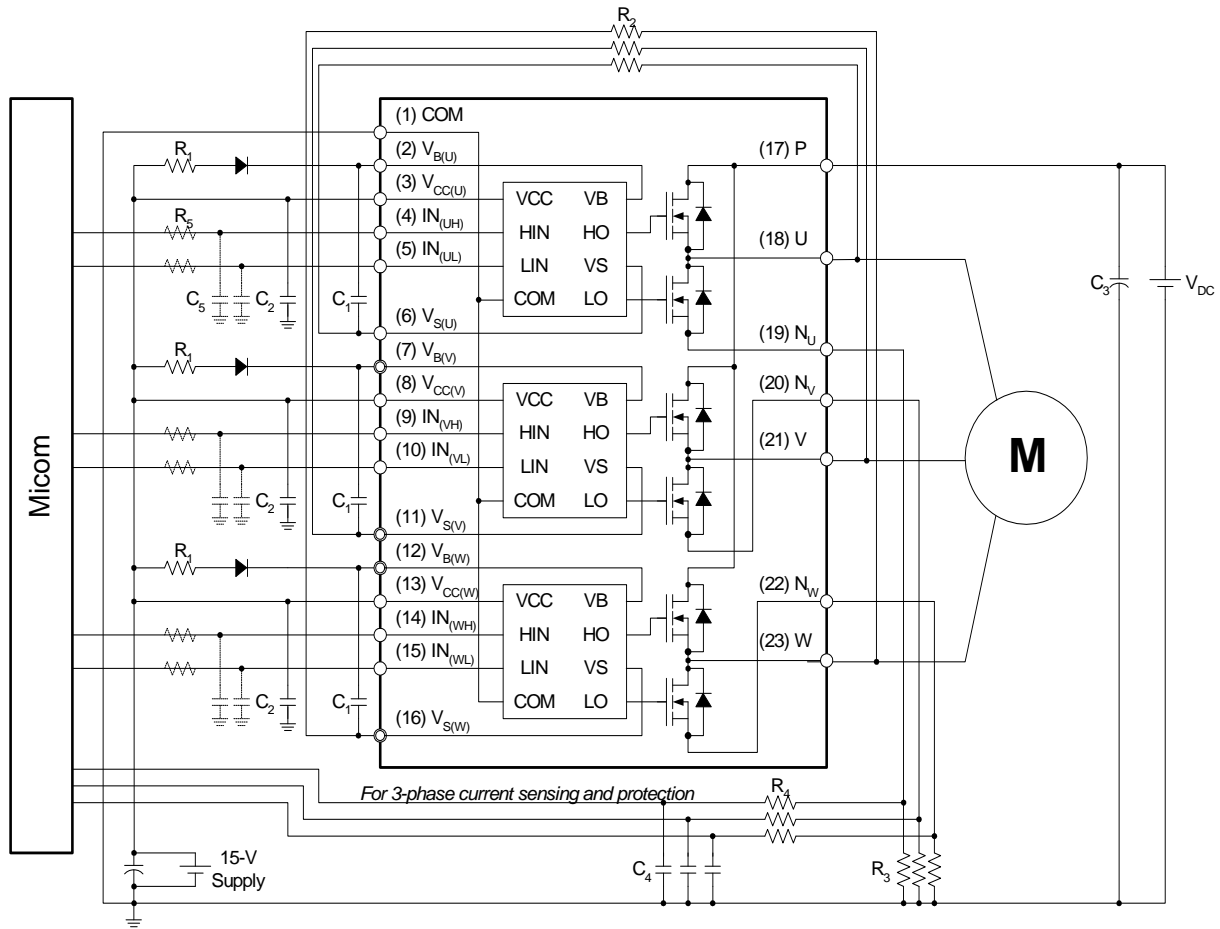 R2
(1) COM
(2) VB(U)
(3) VCC(U)
(4) IN(UH)
(5) IN(UL)
(6) VS(U)
(7) VB(V)
(8) VCC(V)
(9) IN(VH)
(10) IN(VL)
(11) VS(V)
(12) VB(W)
(13) VCC(W)
(14) IN(WH)
(15) IN(WL)
(16) VS(W)
(17) P
(18) U
(19) NU
(20) NV
(21) V
(22) NW
(23) W
Micom
R1
R5
C5
C2
C1
R1
C2
C1
R1
C2
C1
VCC VB
HIN HO
LIN VS
COM LO
VCC VB
HIN HO
LIN VS
COM LO
VCC VB
HIN HO
LIN VS
COM LO
C3
VDC
M
For 3-phase current sensing and protection
R4
C4
R3
15-V
Supply